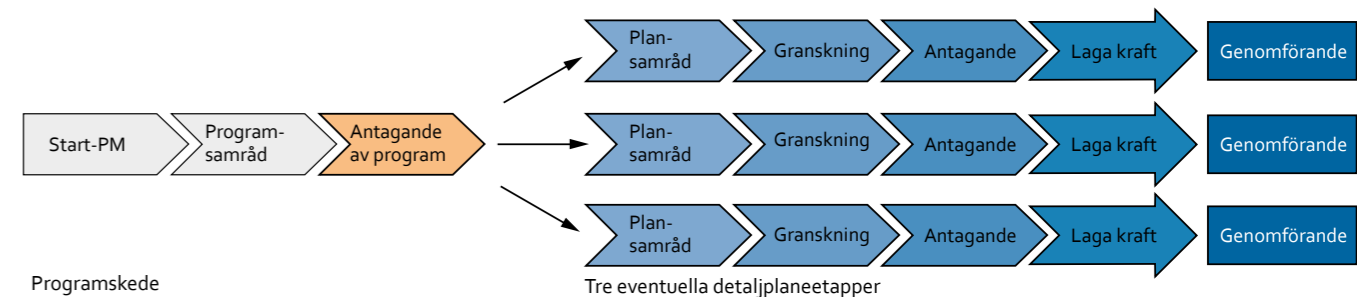 Plan-
samråd
Granskning
Antagande
Laga kraft
Genomförande
Start-PM
Program-
samråd
Antagande
av program
Plan-
samråd
Granskning
Antagande
Laga kraft
Genomförande
Plan-
samråd
Granskning
Antagande
Laga kraft
Genomförande
Programskede
Tre eventuella detaljplaneetapper